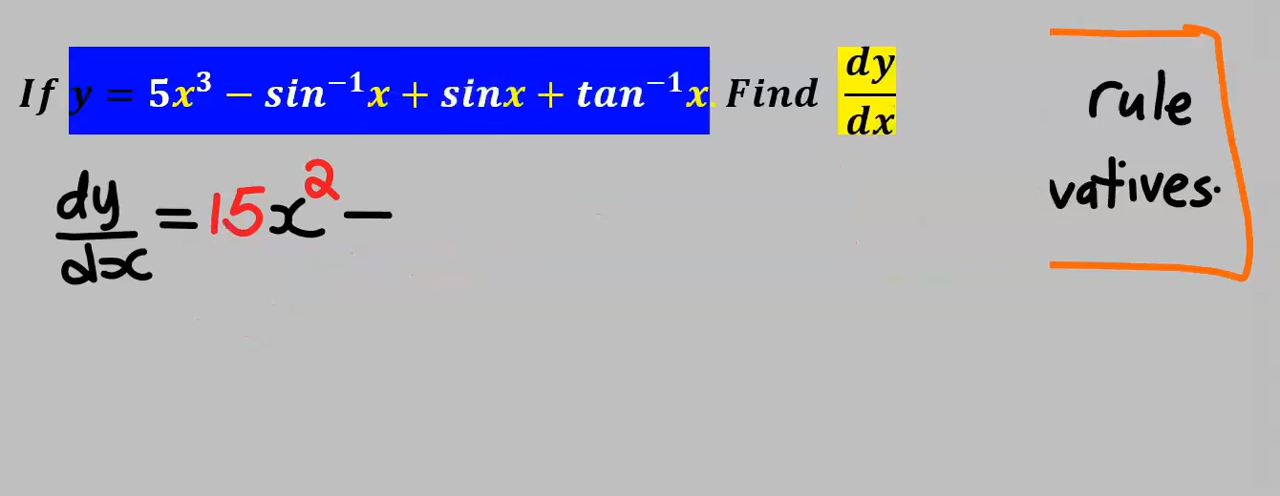 If y = 5x³ − sin⁻¹x + sinx + tan⁻¹x. Find dy/dx
rule
vatives.
dy/dx = 15x² −